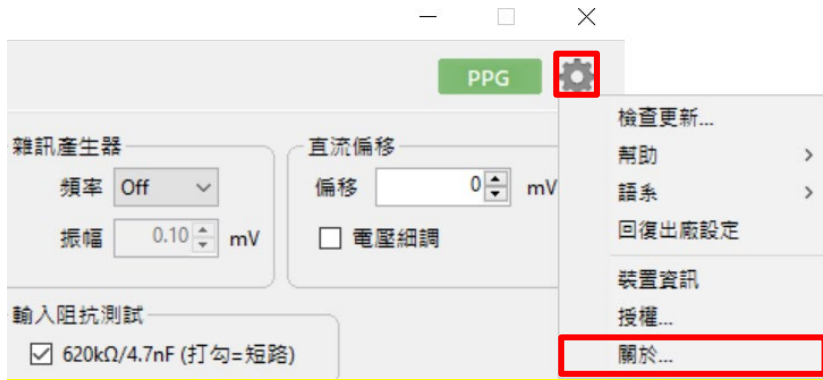 PPG
檢查更新...
幫助
語系
回復出廠設定
裝置資訊
授權...
關於...
雜訊產生器
頻率 Off
振幅 0.10 mV
直流偏移
偏移 0 mV
電壓細調
輸入阻抗測試
620kΩ/4.7nF (打勾=短路)